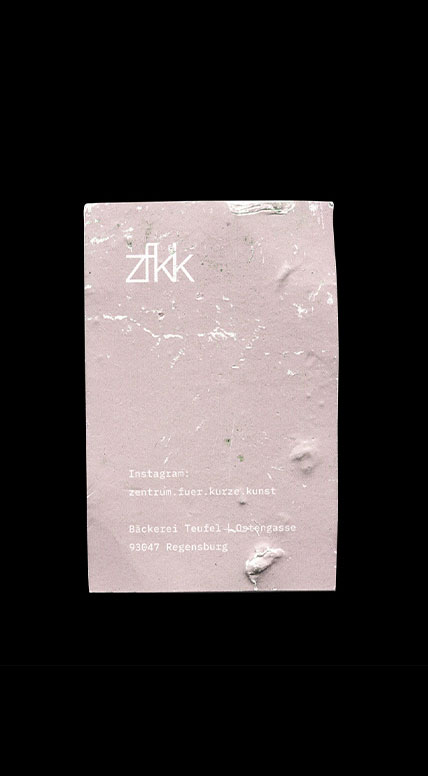 zfkk
Instagram:
zentrum.fuer.kurze.kunst
Bäckerei Teufel |Ostengasse
93047 Regensburg